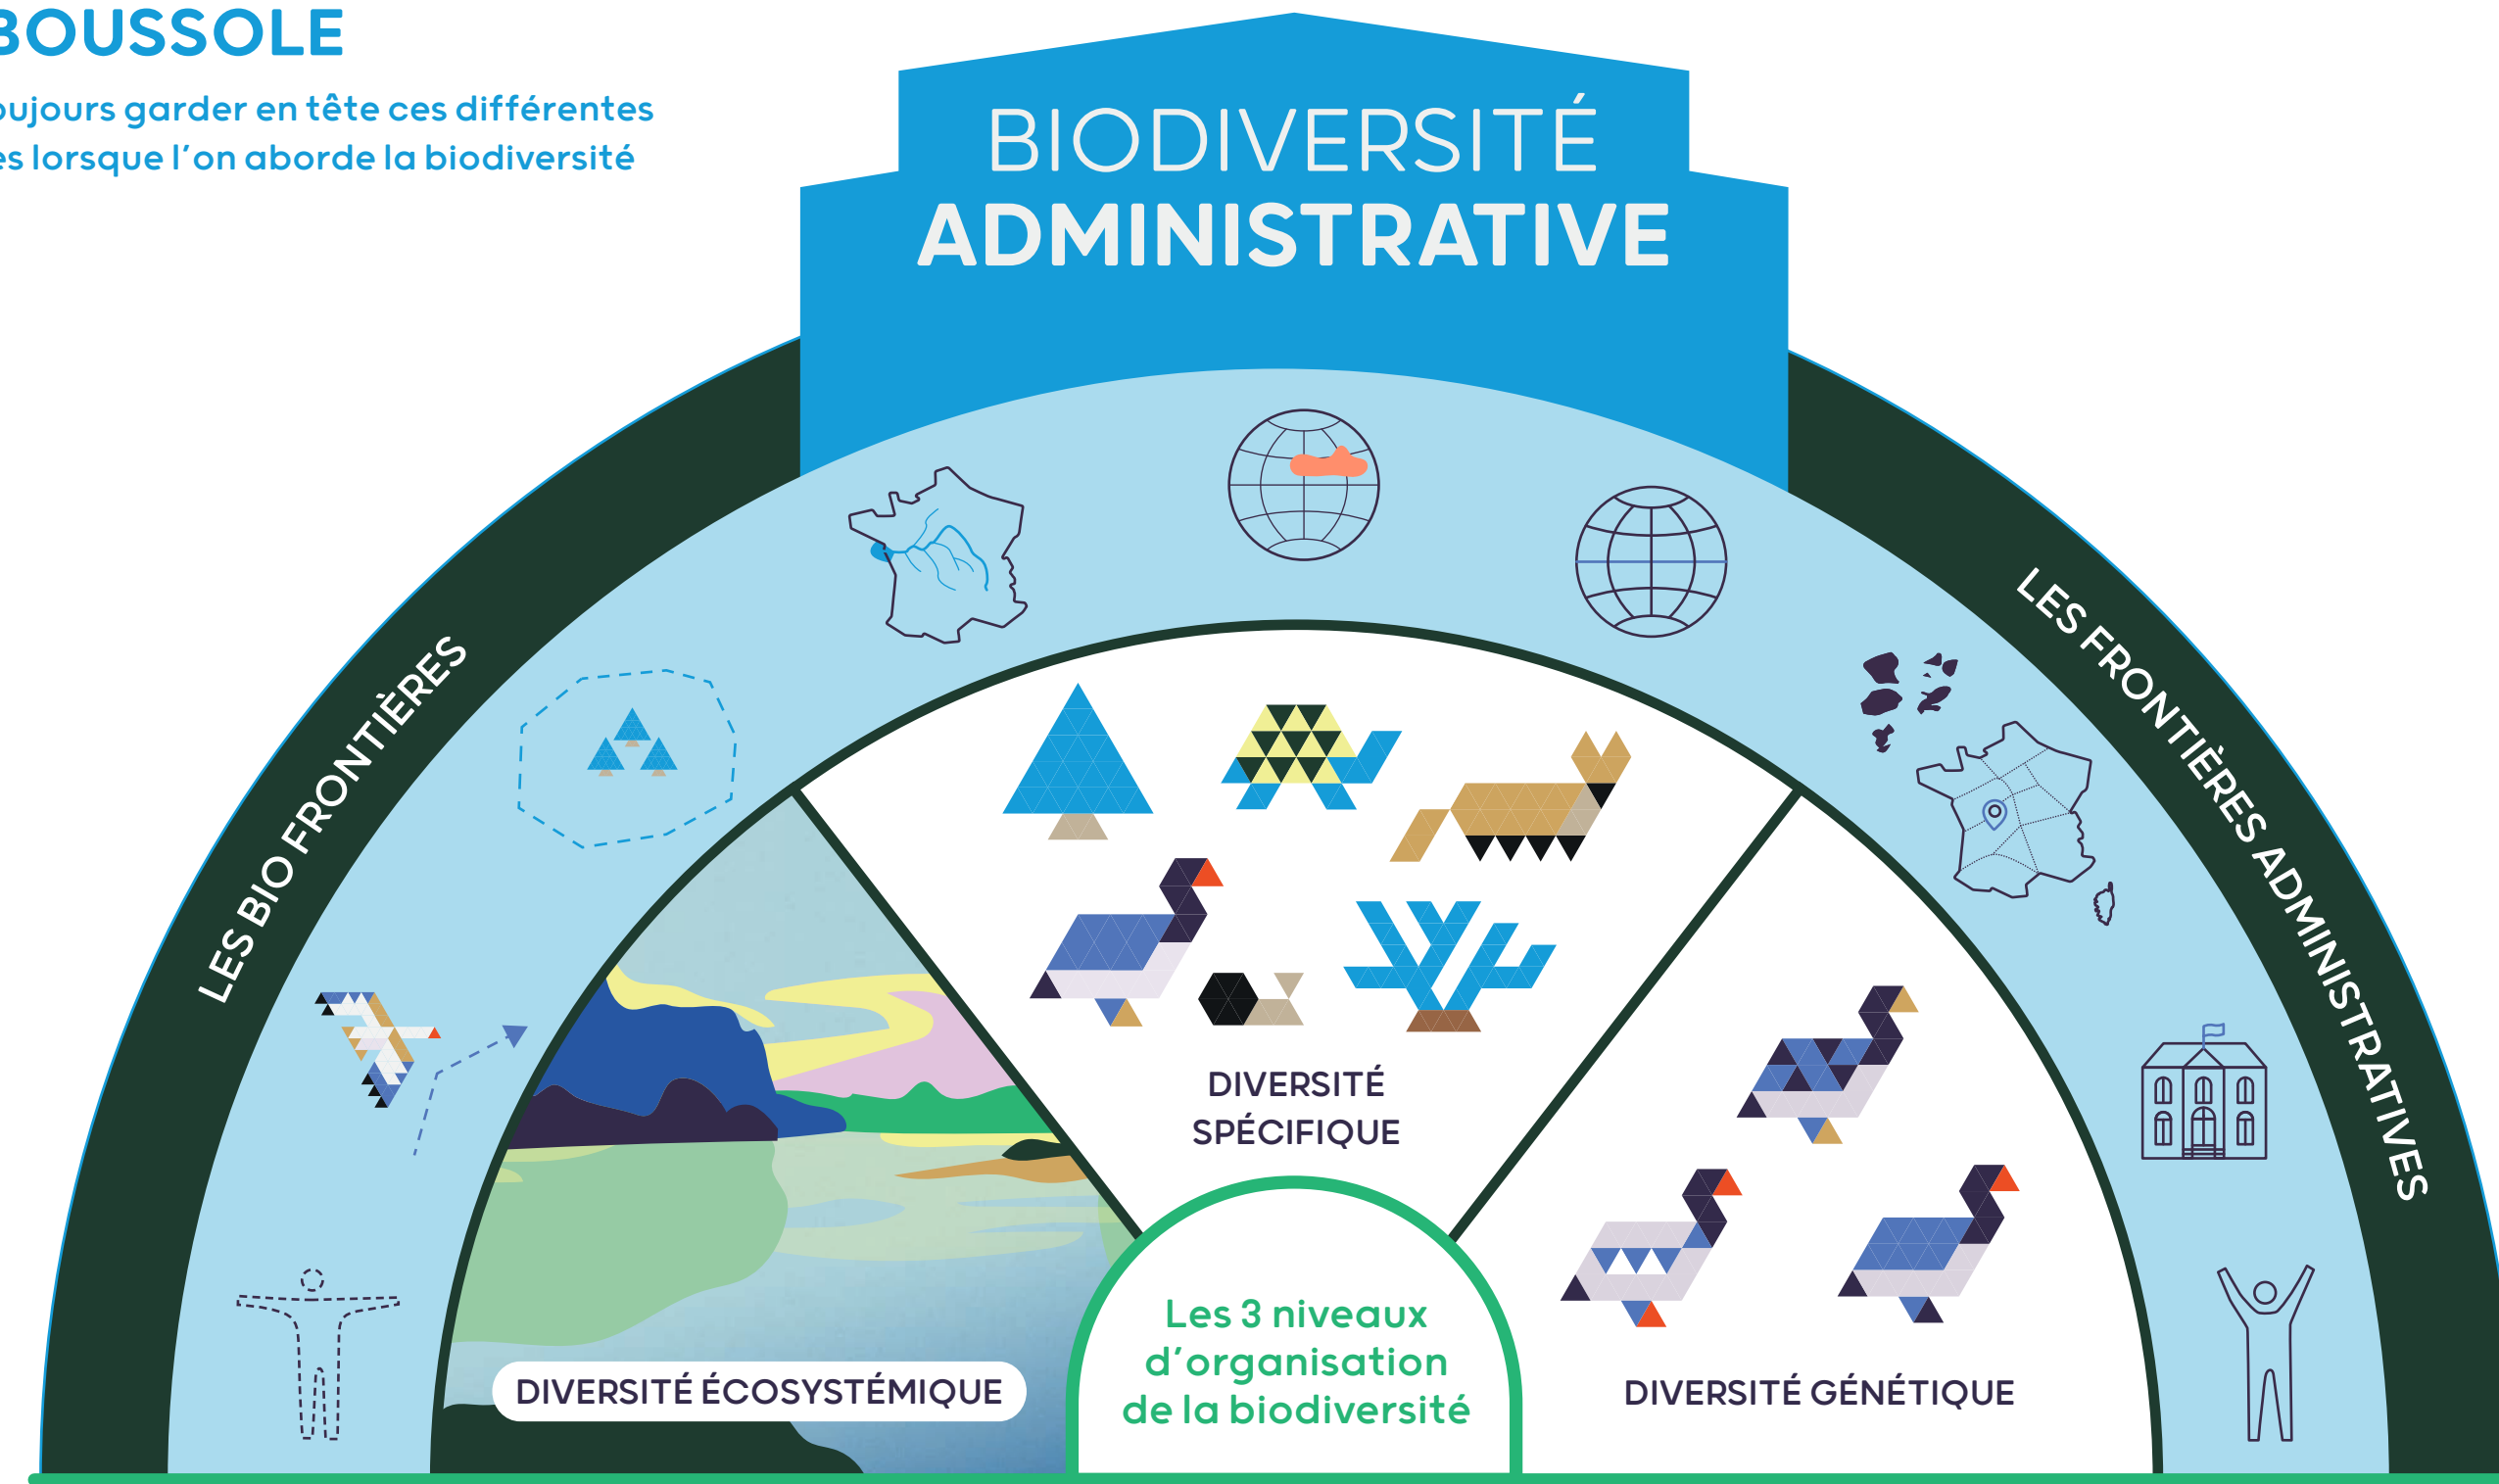 BOUSSOLE
oujours garder en tête ces différentes
es lorsque l'on aborde la biodiversité
BIODIVERSITÉ
ADMINISTRATIVE
LES BIO FRONTIÈRES
LES FRONTIÈRES ADMINISTRATIVES
DIVERSITÉ
SPÉCIFIQUE
DIVERSITÉ ÉCOSYSTÉMIQUE
Les 3 niveaux
d'organisation
de la biodiversité
DIVERSITÉ GÉNÉTIQUE